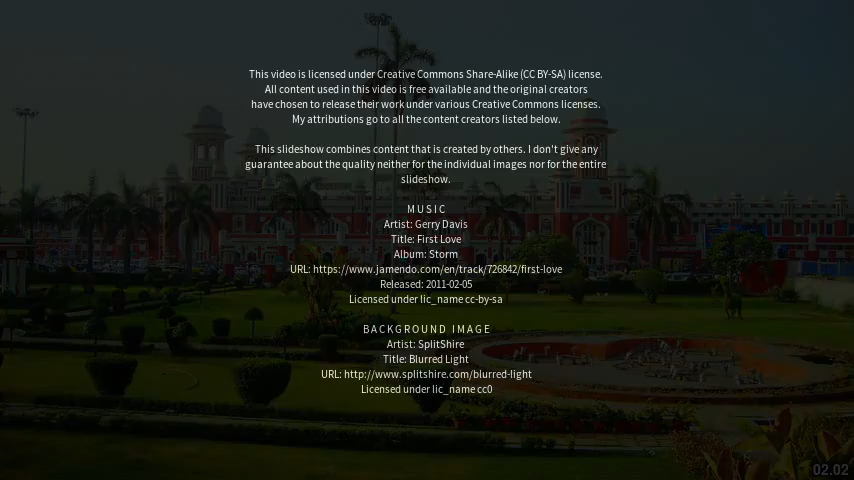 This video is licensed under Creative Commons Share-Alike (CC BY-SA) license.
All content used in this video is free available and the original creators
have chosen to release their work under various Creative Commons licenses.
My attributions go to all the content creators listed below.
This slideshow combines content that is created by others. I don't give any
guarantee about the quality neither for the individual images nor for the entire
slideshow.
MUSIC
Artist: Gerry Davis
Title: First Love
Album: Storm
URL: https://www.jamendo.com/en/track/726842/first-love
Released: 2011-02-05
Licensed under lic_name cc-by-sa
BACKGROUND IMAGE
Artist: SplitShire
Title: Blurred Light
URL: http://www.splitshire.com/blurred-light
Licensed under lic_name cc0
02.02